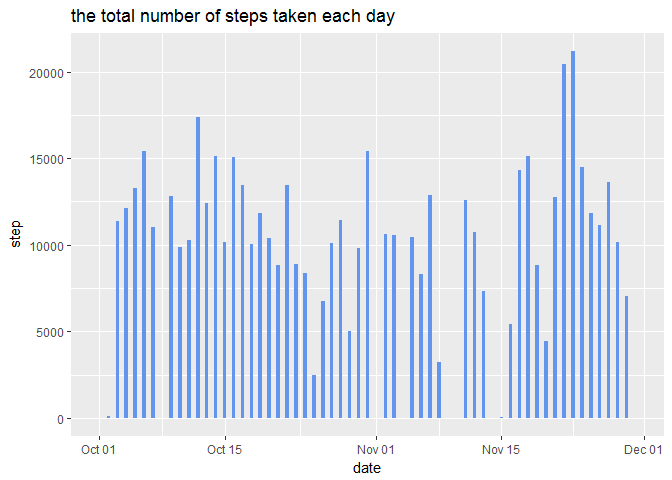 the total number of steps taken each day
20000
15000
10000
5000
0
step
Oct 01 Oct 15 Nov 01 Nov 15 Dec 01
date